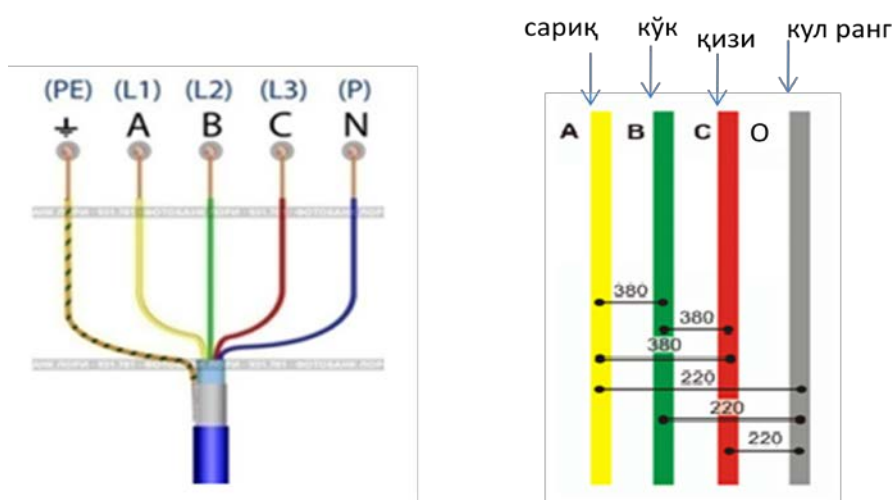 (PE) (L1) (L2) (L3) (P)
A B C N
сариқ
кўк
қизи
кул ранг
A B C O
380
380
380
220
220
220